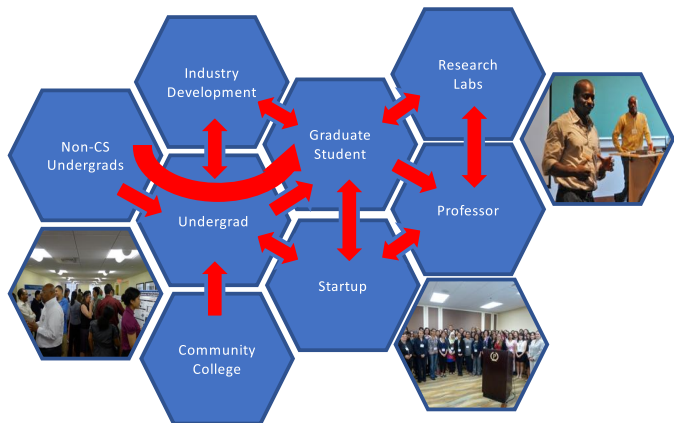 Industry
Development
Research
Labs
Non-CS
Undergrads
Graduate
Student
Undergrad
Professor
Startup
Community
College